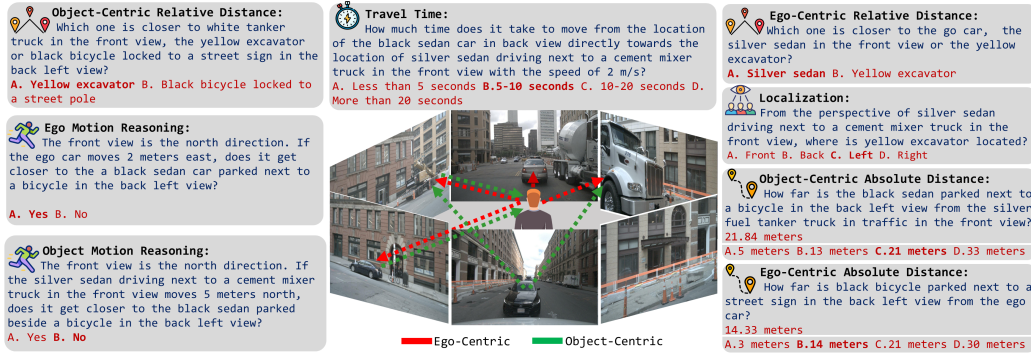 Object-Centric Relative Distance:
Which one is closer to white tanker
truck in the front view, the yellow excavator
or black bicycle locked to a street sign in the
back left view?
A. Yellow excavator B. Black bicycle locked to
a street pole
Ego Motion Reasoning:
The front view is the north direction. If
the ego car moves 2 meters east, does it get
closer to the a black sedan car parked next to
a bicycle in the back left view?
A. Yes B. No
Object Motion Reasoning:
The front view is the north direction. If
the silver sedan driving next to a cement mixer
truck in the front view moves 5 meters north,
does it get closer to the black sedan parked
beside a bicycle in the back left view?
A. Yes B. No
Travel Time:
How much time does it take to move from the location
of the black sedan car in back view directly towards the
location of silver sedan driving next to a cement mixer
truck in the front view with the speed of 2 m/s?
A. Less than 5 seconds B.5-10 seconds C. 10-20 seconds D.
More than 20 seconds
Ego-Centric
Object-Centric
Ego-Centric Relative Distance:
Which one is closer to the go car, the
silver sedan in the front view or the yellow
excavator?
A. Silver sedan B. Yellow excavator
Localization:
From the perspective of silver sedan
driving next to a cement mixer truck in the
front view, where is yellow excavator located?
A. Front B. Back C. Left D. Right
Object-Centric Absolute Distance:
How far is the black sedan parked next to
a bicycle in the back left view from the silver
fuel tanker truck in traffic in the front view?
21.84 meters
A.5 meters B.13 meters C.21 meters D.33 meters
Ego-Centric Absolute Distance:
How far is black bicycle parked next to a
street sign in the back left view from the ego
car?
14.33 meters
A.3 meters B.14 meters C.21 meters D.30 meters